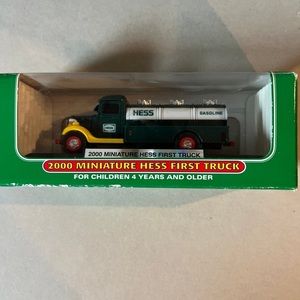 HESS
GASOLINE
2000 MINIATURE HESS FIRST TRUCK
2000 MINIATURE HESS FIRST TRUCK
FOR CHILDREN 4 YEARS AND OLDER